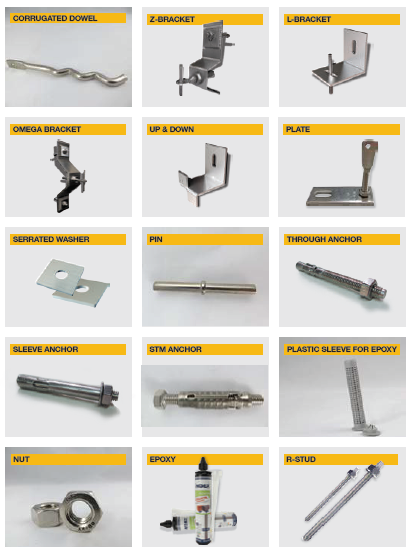 CORRUGATED DOWEL
Z-BRACKET
L-BRACKET
OMEGA BRACKET
UP & DOWN
PLATE
SERRATED WASHER
PIN
THROUGH ANCHOR
SLEEVE ANCHOR
STM ANCHOR
PLASTIC SLEEVE FOR EPOXY
NUT
EPOXY
R-STUD